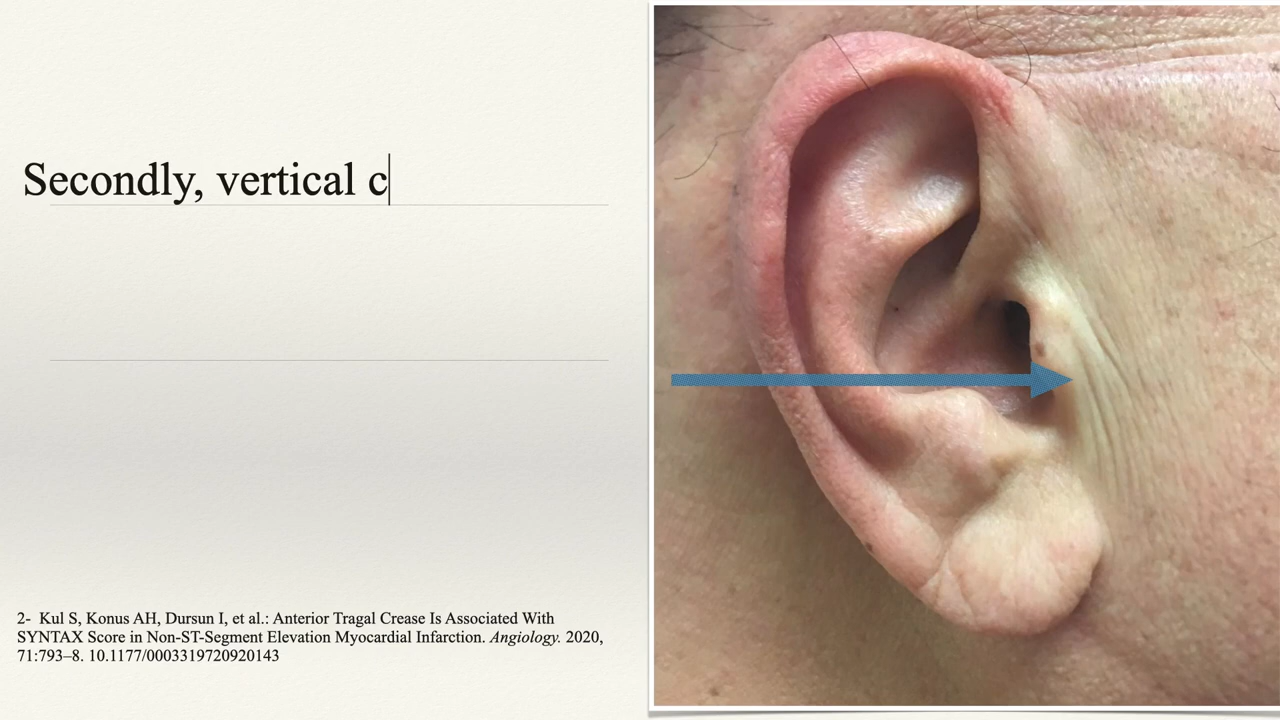 Secondly, vertical c
2- Kul S, Konus AH, Dursun I, et al.: Anterior Tragal Crease Is Associated With
SYNTAX Score in Non-ST-Segment Elevation Myocardial Infarction. Angiology. 2020,
71:793–8. 10.1177/0003319720920143